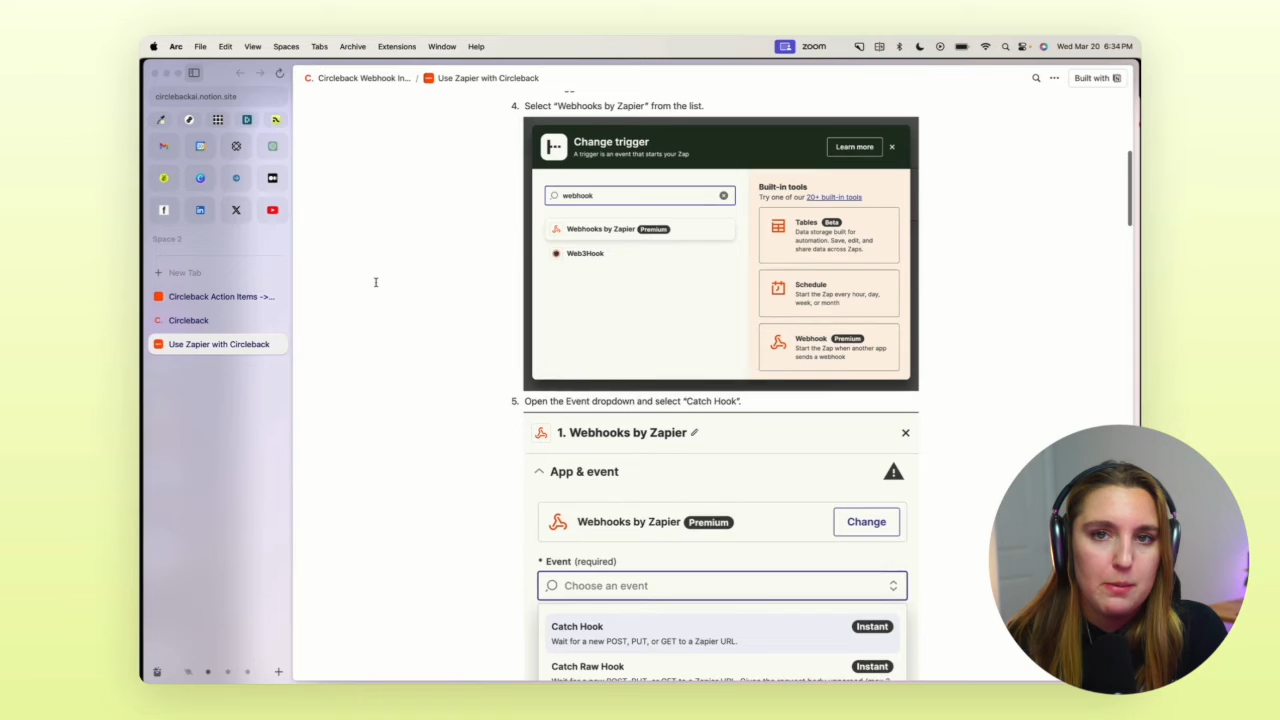 Arc File Edit View Spaces Tabs Archive Extensions Window Help
zoom
Wed Mar 20 6:34 PM
circlebackai.notion.site
Space 2
New Tab
Circleback Action Items ->...
Circleback
Use Zapier with Circleback
C. Circleback Webhook In... / Use Zapier with Circleback
Built with
4. Select “Webhooks by Zapier” from the list.
Change trigger
A trigger is an event that starts your Zap
Learn more
webhook
Webhooks by Zapier Premium
Web3Hook
Built-in tools
Try one of our 20+ built-in tools
Tables Beta
Data storage built for
automation. Save, edit, and
share data across Zaps.
Schedule
Start the Zap every hour, day,
week, or month
Webhook Premium
Start the Zap when another app
sends a webhook
5. Open the Event dropdown and select “Catch Hook”.
1. Webhooks by Zapier
App & event
Webhooks by Zapier Premium
Change
* Event (required)
Choose an event
Catch Hook
Instant
Wait for a new POST, PUT, or GET to a Zapier URL.
Catch Raw Hook
Instant